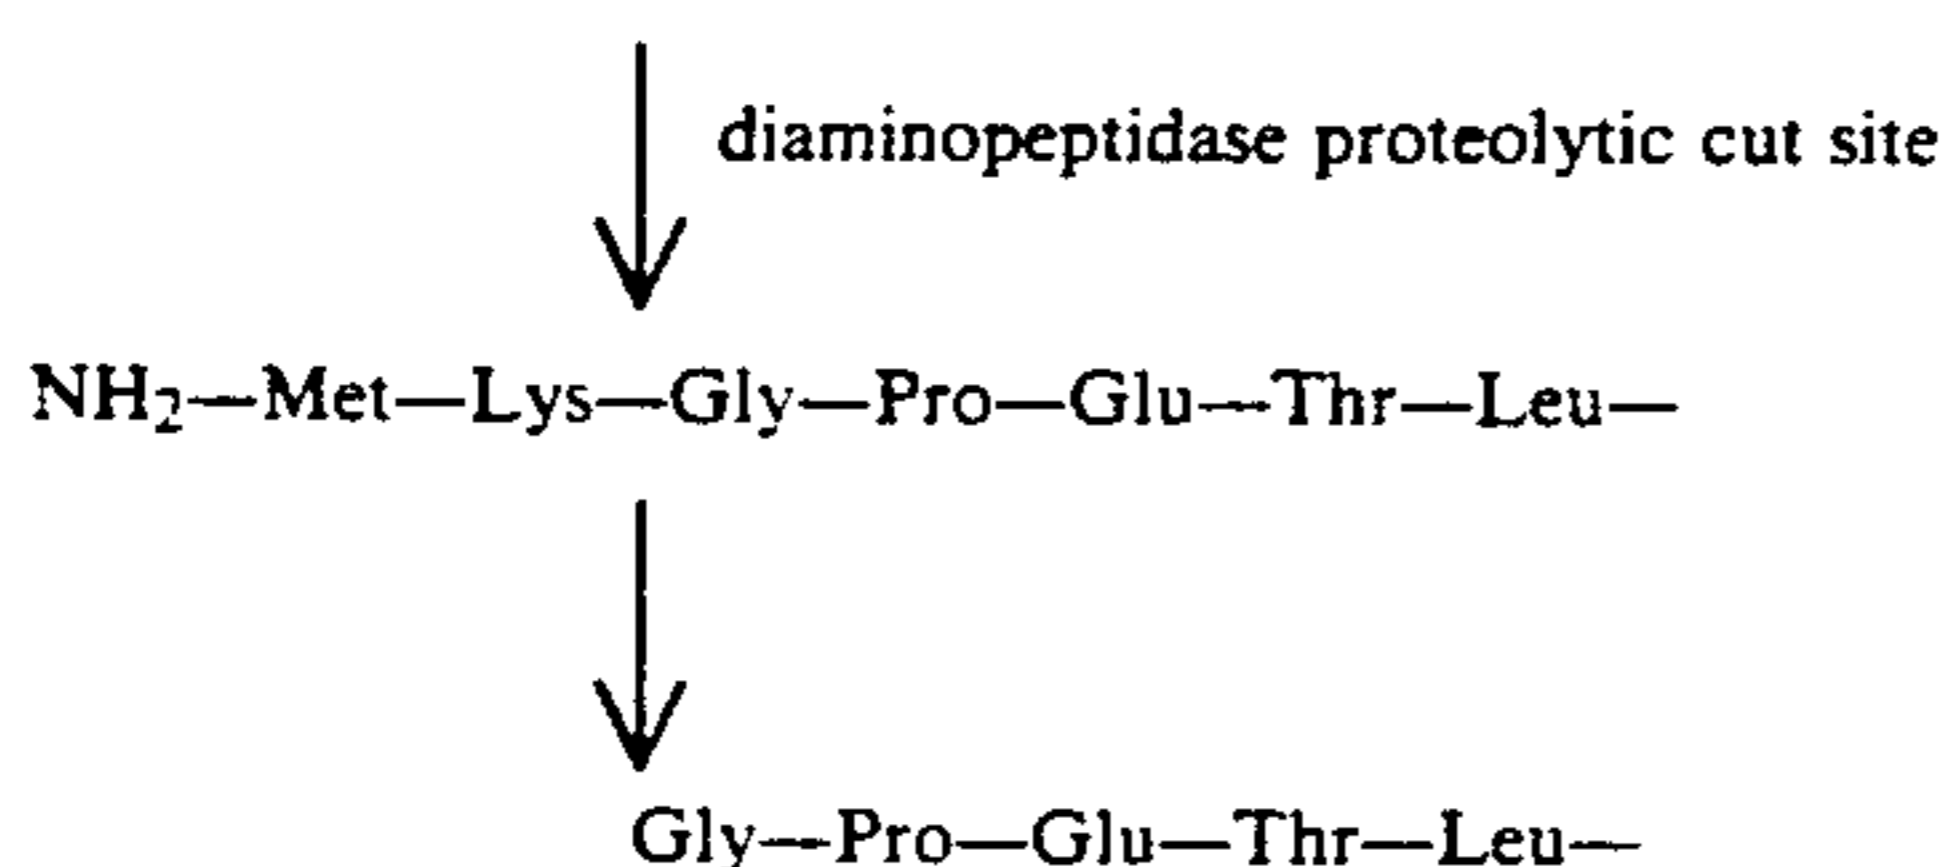 diaminopeptidase proteolytic cut site
NH₂—Met—Lys—Gly—Pro—Glu—Thr—Leu—
Gly—Pro—Glu—Thr—Leu—